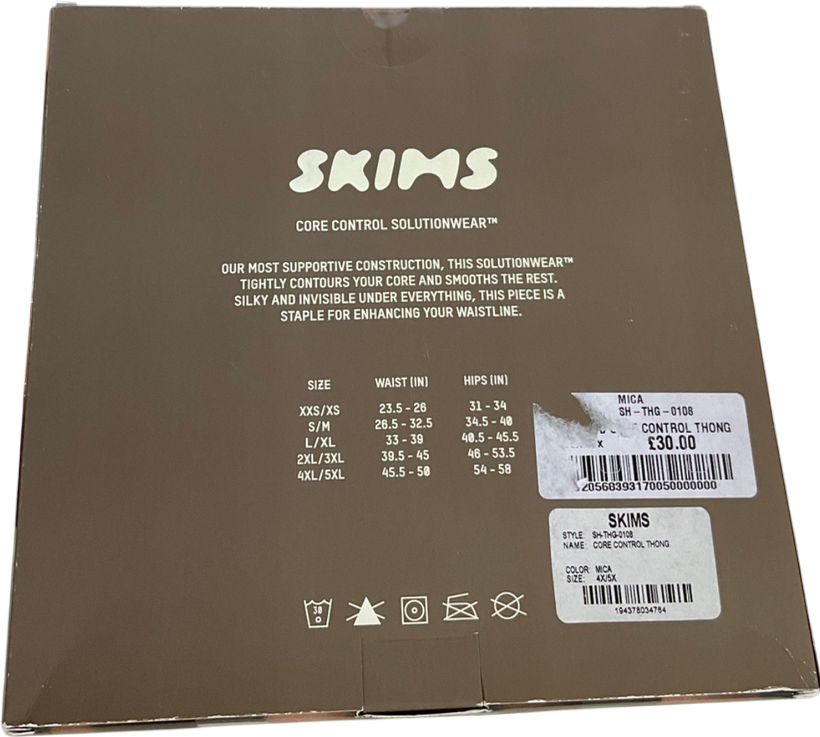 SKIMS
CORE CONTROL SOLUTIONWEAR™
OUR MOST SUPPORTIVE CONSTRUCTION, THIS SOLUTIONWEAR™
TIGHTLY CONTOURS YOUR CORE AND SMOOTHS THE REST.
SILKY AND INVISIBLE UNDER EVERYTHING, THIS PIECE IS A
STAPLE FOR ENHANCING YOUR WAISTLINE.
SIZE WAIST (IN) HIPS (IN)
XXS/XS 23.5 - 26 31 - 34
S/M 26.5 - 32.5 34.5 - 40
L/XL 33 - 39 40.5 - 45.5
2XL/3XL 39.5 - 45 46 - 53.5
4XL/5XL 45.5 - 50 54 - 58
MICA
SH-THG-0108
CONTROL THONG
X £30.00
20568393170050000000
SKIMS
STYLE: SH-THG-0108
NAME: CORE CONTROL THONG
COLOR: MICA
SIZE: 4X/5X
194378034764
30